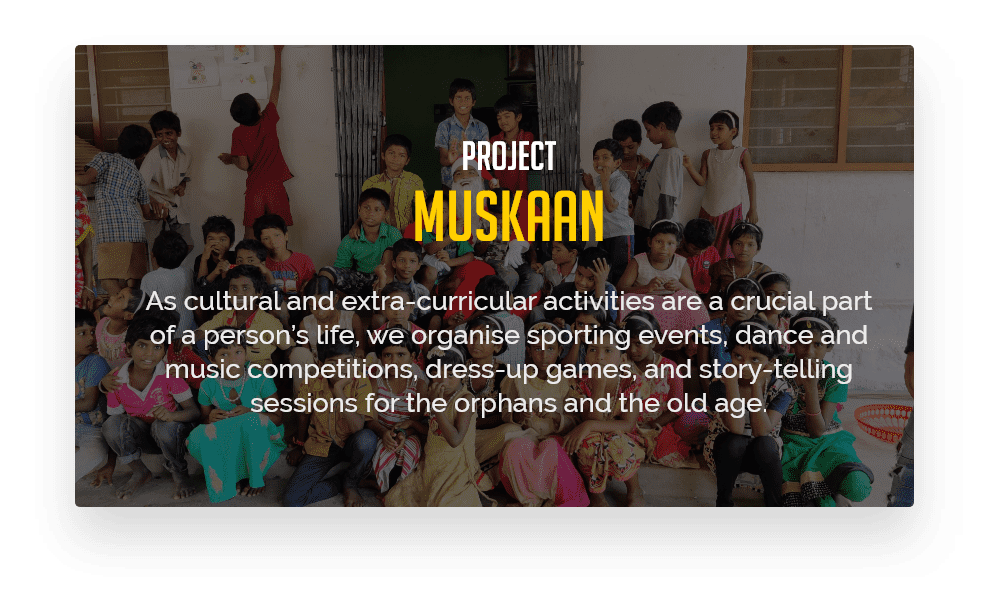 PROJECT
MUSKAAN
As cultural and extra-curricular activities are a crucial part
of a person's life, we organise sporting events, dance and
music competitions, dress-up games, and story-telling
sessions for the orphans and the old age.